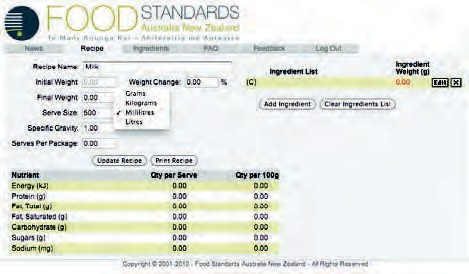 FOOD STANDARDS
Australia New Zealand
Te Mana Kounga Kai - Ahitereiria me Aotearoa
News Recipe Ingredients FAQ Feedback Log Out
Recipe Name: Milk
Initial Weight 0.00 Weight Change: 0.00 %
Final Weight 0.00
Serve Size: 500
Grams
Kilograms
✓ Millilitres
Litres
Specific Gravity: 1.00
Serves Per Package: 0.00
Update Recipe Print Recipe
Ingredient List Ingredient Weight (g)
(C) 0.00 Edit X
Add Ingredient Clear Ingredients List
Nutrient Qty per Serve Qty per 100g
Energy (kJ) 0.00 0.00
Protein (g) 0.00 0.00
Fat, Total (g) 0.00 0.00
Fat, Saturated (g) 0.00 0.00
Carbohydrate (g) 0.00 0.00
Sugars (g) 0.00 0.00
Sodium (mg) 0.00 0.00
Copyright © 2001-2010 - Food Standards Australia New Zealand - All Rights Reserved